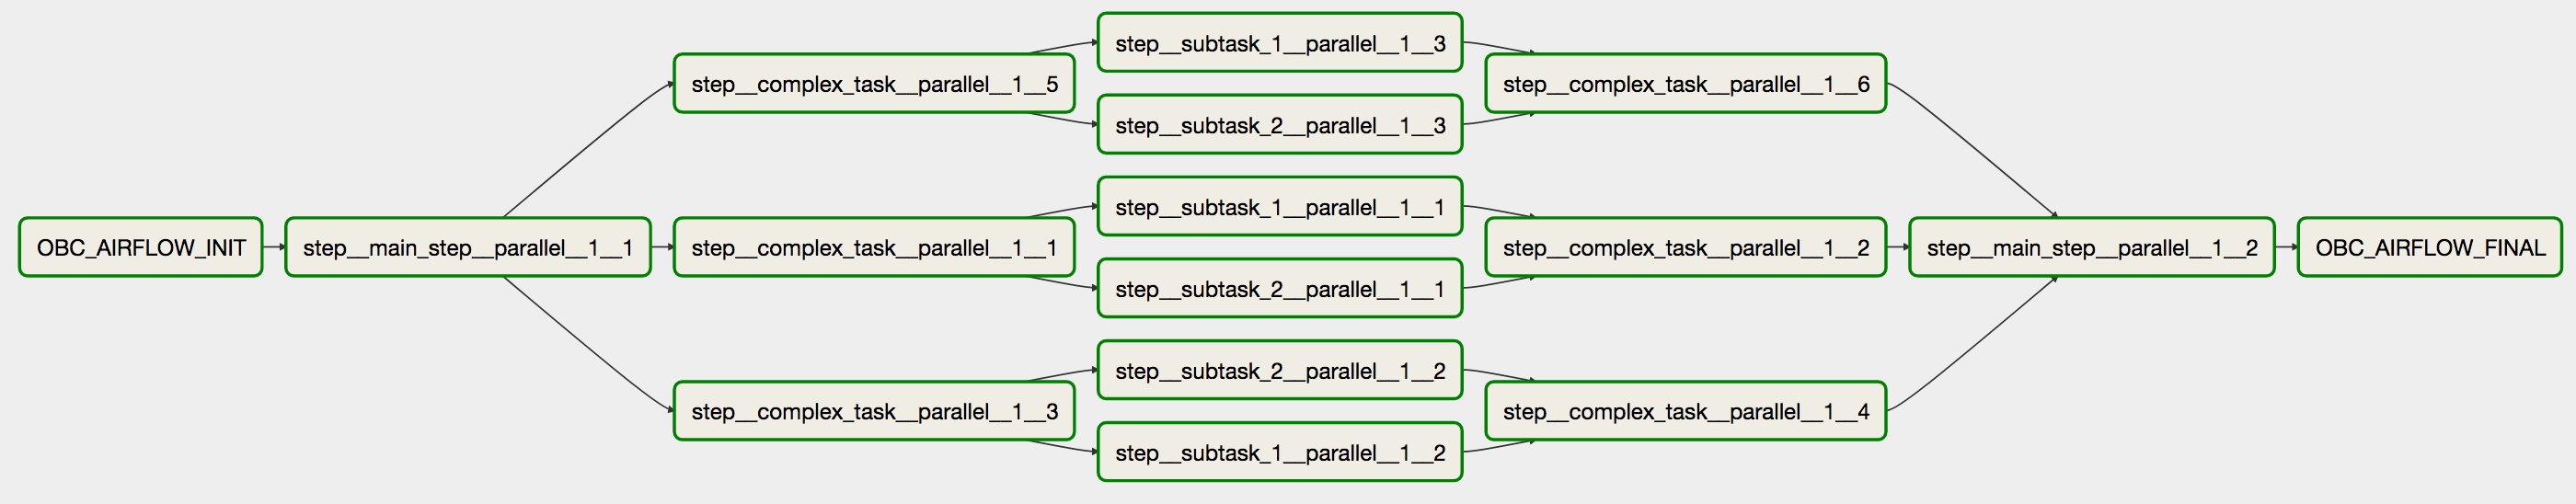 OBC_AIRFLOW_INIT
step__main_step__parallel__1__1
step__complex_task__parallel__1__5
step__subtask_1__parallel__1__3
step__subtask_2__parallel__1__3
step__complex_task__parallel__1__6
step__complex_task__parallel__1__1
step__subtask_1__parallel__1__1
step__subtask_2__parallel__1__1
step__complex_task__parallel__1__2
step__complex_task__parallel__1__3
step__subtask_2__parallel__1__2
step__subtask_1__parallel__1__2
step__complex_task__parallel__1__4
step__main_step__parallel__1__2
OBC_AIRFLOW_FINAL